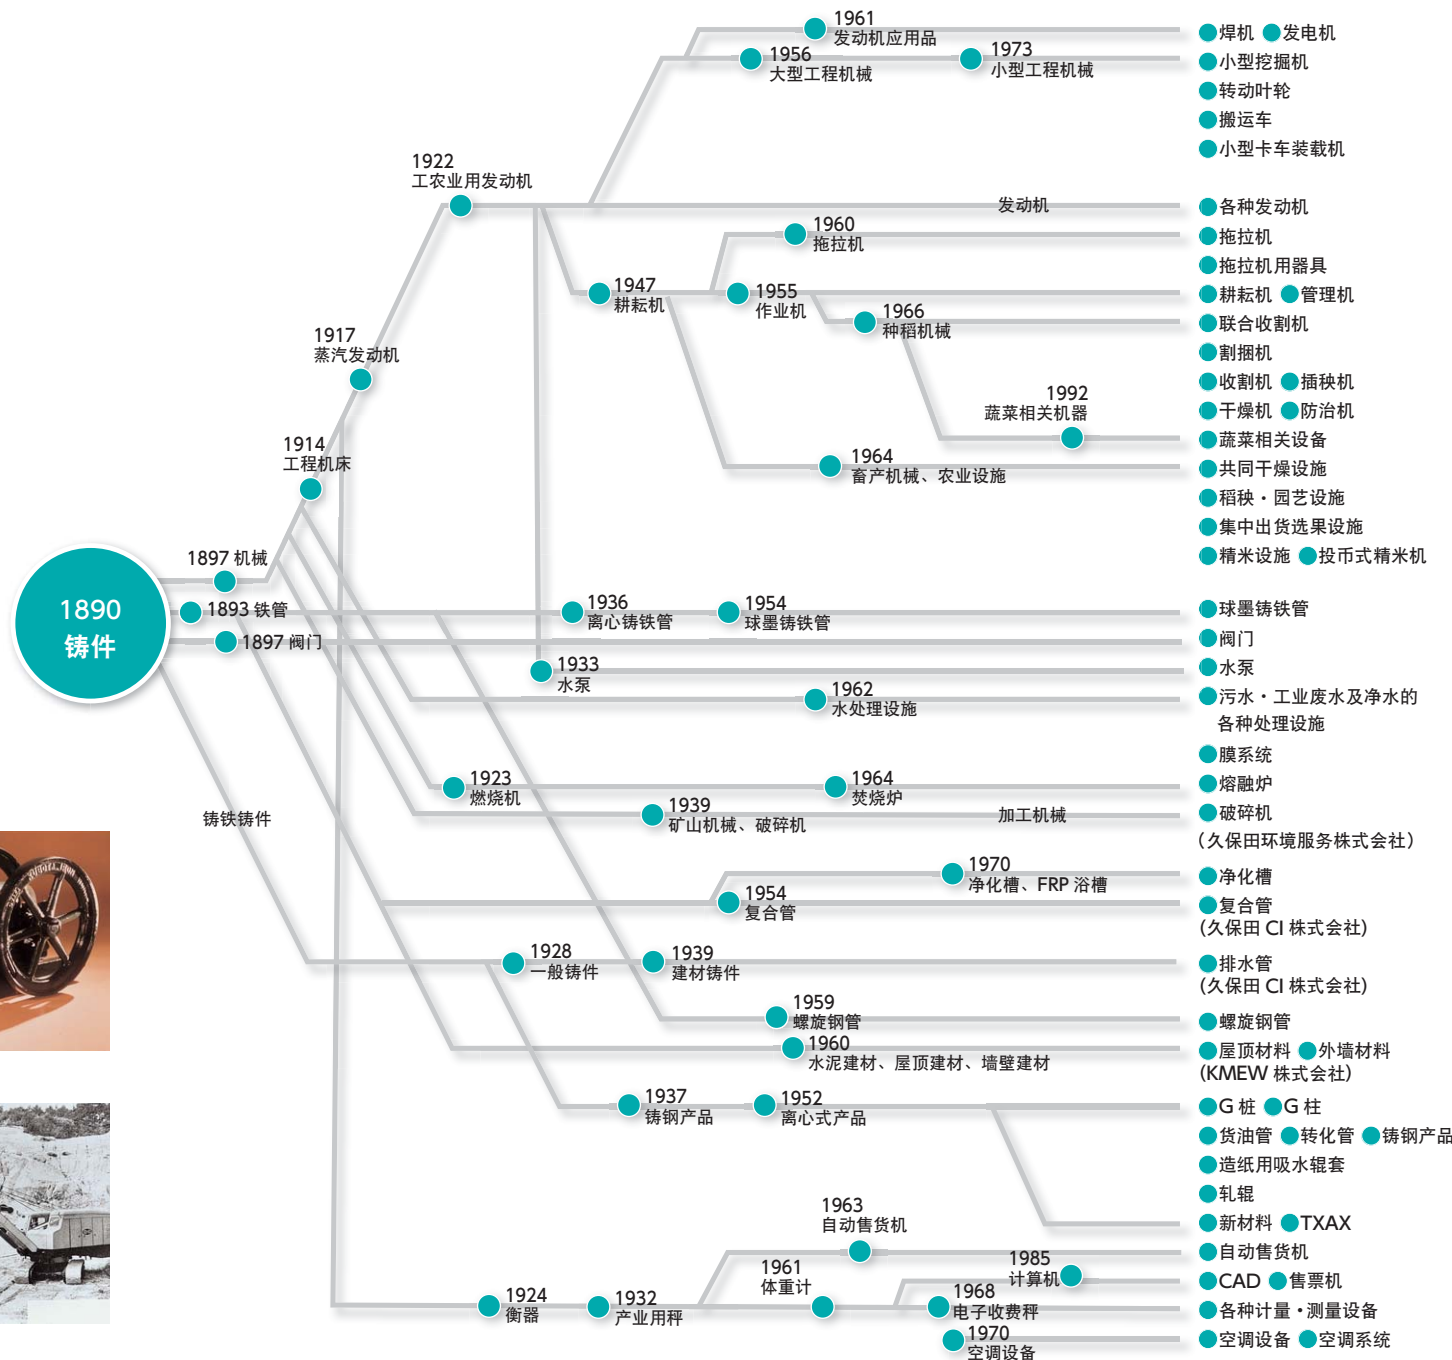 1890
铸件
1897 机械
1893 铁管
1897 阀门
铸铁铸件
1914
工程机床
1917
蒸汽发动机
1922
工农业用发动机
1961
发动机应用品
1956
大型工程机械
1973
小型工程机械
发动机
1960
拖拉机
1947
耕耘机
1955
作业机
1966
种稻机械
1992
蔬菜相关机器
1964
畜产机械、农业设施
1936
离心铸铁管
1954
球墨铸铁管
1933
水泵
1962
水处理设施
1923
燃烧机
1964
焚烧炉
1939
矿山机械、破碎机
加工机械
1970
净化槽、FRP 浴槽
1954
复合管
1928
一般铸件
1939
建材铸件
1959
螺旋钢管
1960
水泥建材、屋顶建材、墙壁建材
1937
铸钢产品
1952
离心式产品
1963
自动售货机
1961
体重计
1985
计算机
1924
衡器
1932
产业用秤
1968
电子收费秤
1970
空调设备
●焊机 ●发电机
●小型挖掘机
●转动叶轮
●搬运车
●小型卡车装载机
●各种发动机
●拖拉机
●拖拉机用器具
●耕耘机 ●管理机
●联合收割机
●割捆机
●收割机 ●插秧机
●干燥机 ●防治机
●蔬菜相关设备
●共同干燥设施
●稻秧・园艺设施
●集中出货选果设施
●精米设施 ●投币式精米机
●球墨铸铁管
●阀门
●水泵
●污水・工业废水及净水的
各种处理设施
●膜系统
●熔融炉
●破碎机
（久保田环境服务株式会社）
●净化槽
●复合管
(久保田 CI 株式会社)
●排水管
(久保田 CI 株式会社)
●螺旋钢管
●屋顶材料 ●外墙材料
(KMEW 株式会社)
●G 桩 ●G 柱
●货油管 ●转化管 ●铸钢产品
●造纸用吸水辊套
●轧辊
●新材料 ●TXAX
●自动售货机
●CAD ●售票机
●各种计量・测量设备
●空调设备 ●空调系统